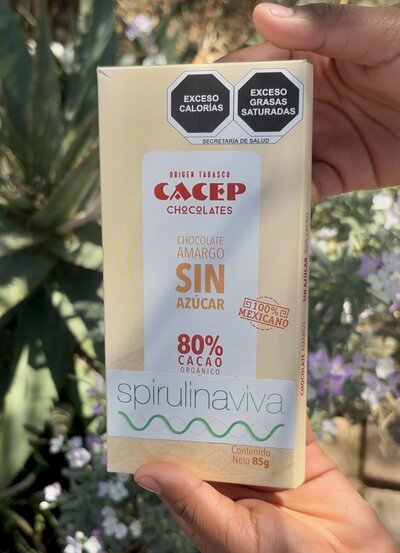 EXCESO
CALORÍAS
EXCESO
GRASAS
SATURADAS
SECRETARÍA DE SALUD
ORIGEN TABASCO
CACEP
CHOCOLATES
CHOCOLATE
AMARGO
SIN
AZÚCAR
100%
MEXICANO
80%
CACAO
ORGÁNICO
spirulinaviva
Contenido
Neto 85g
CHOCOLATE AMARGO SIN AZÚCAR 80% CACAO